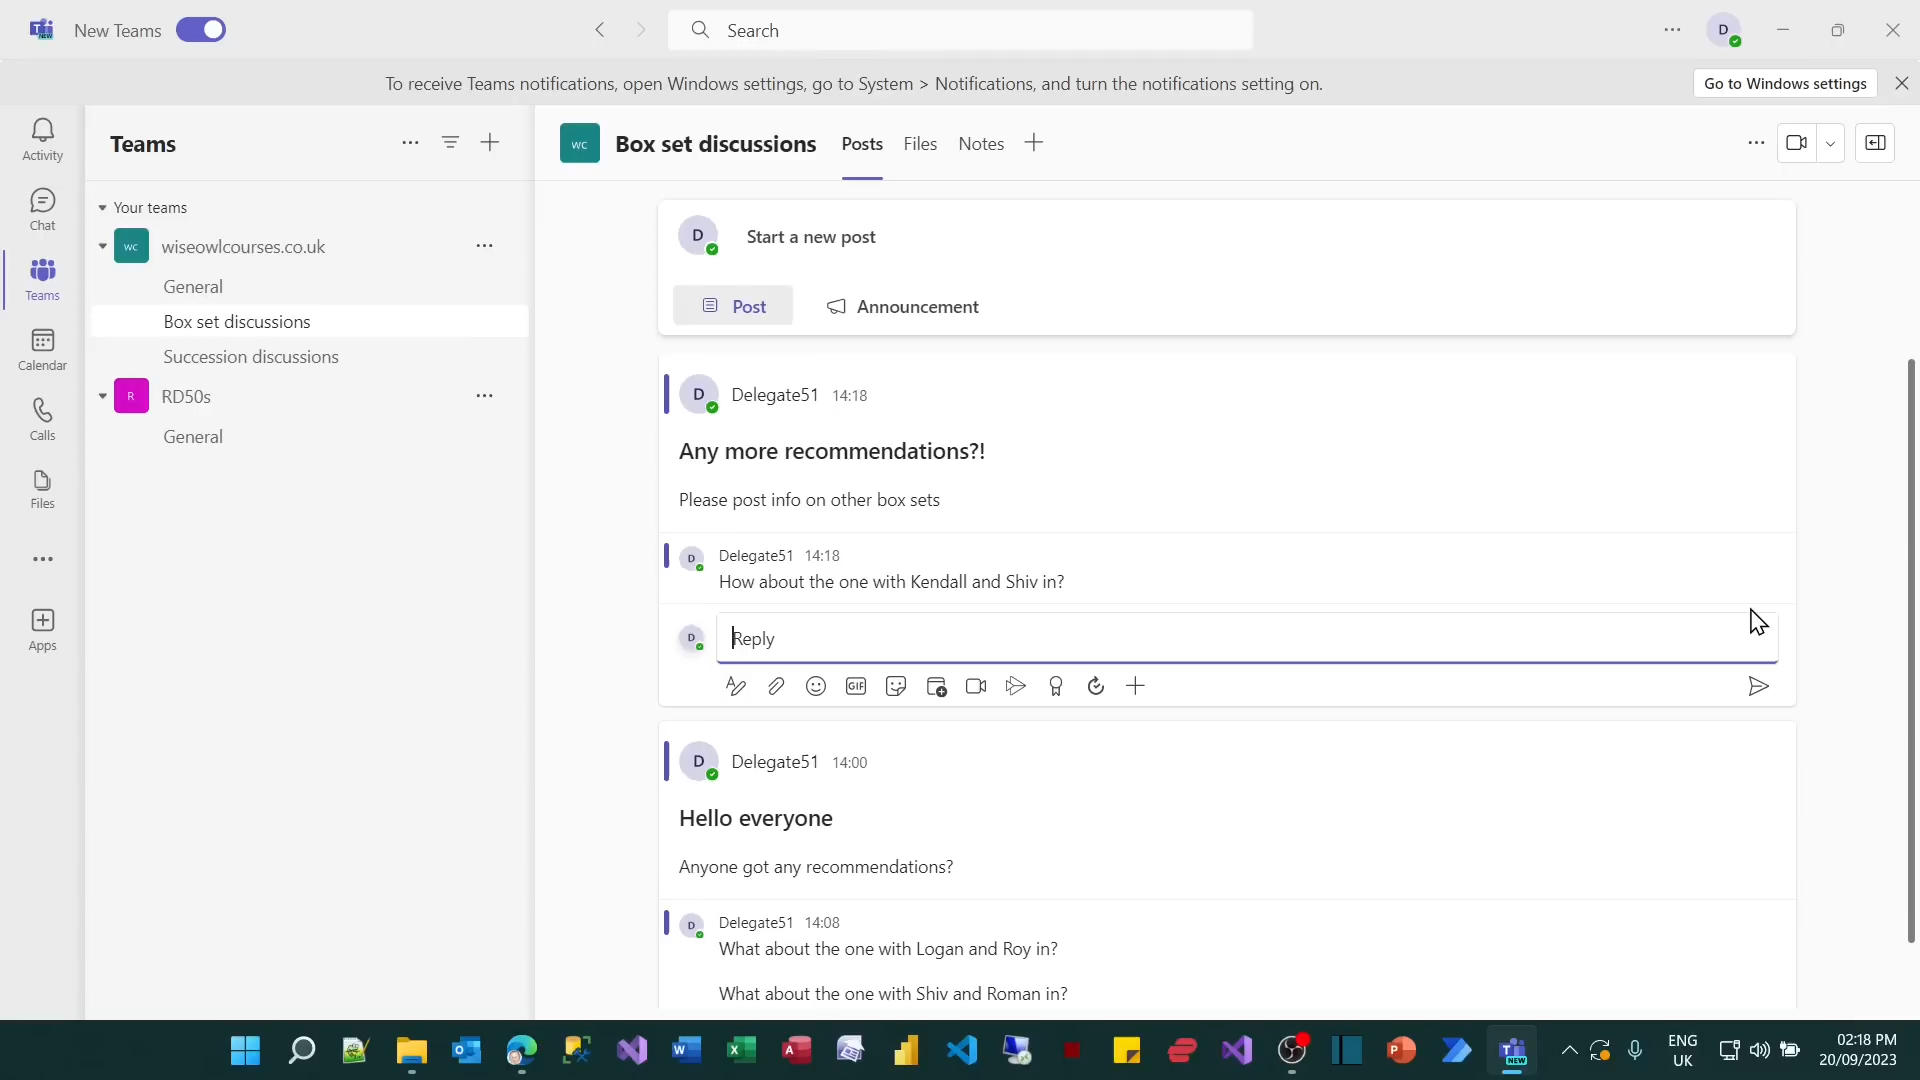 New Teams
Search
D
To receive Teams notifications, open Windows settings, go to System > Notifications, and turn the notifications setting on.
Go to Windows settings
Activity
Chat
Teams
Calendar
Calls
Files
Apps
Teams
Your teams
WC wiseowlcourses.co.uk
General
Box set discussions
Succession discussions
R RD50s
General
WC Box set discussions Posts Files Notes
D Start a new post
Post Announcement
D Delegate51 14:18
Any more recommendations?!
Please post info on other box sets
D Delegate51 14:18
How about the one with Kendall and Shiv in?
D Reply
GIF
D Delegate51 14:00
Hello everyone
Anyone got any recommendations?
D Delegate51 14:08
What about the one with Logan and Roy in?
What about the one with Shiv and Roman in?
ENG
UK
02:18 PM
20/09/2023